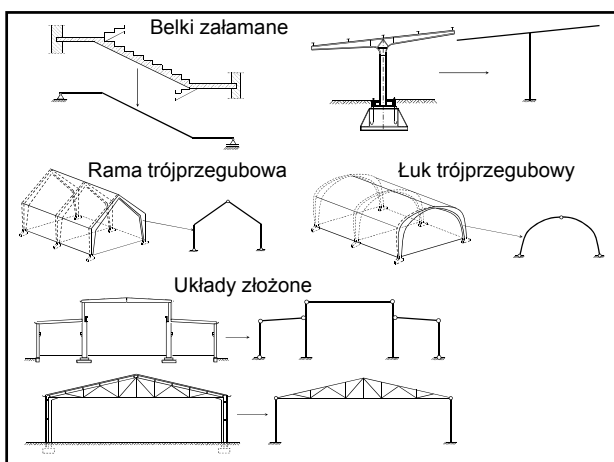 Belki załamane
Rama trójprzegubowa
Łuk trójprzegubowy
Układy złożone